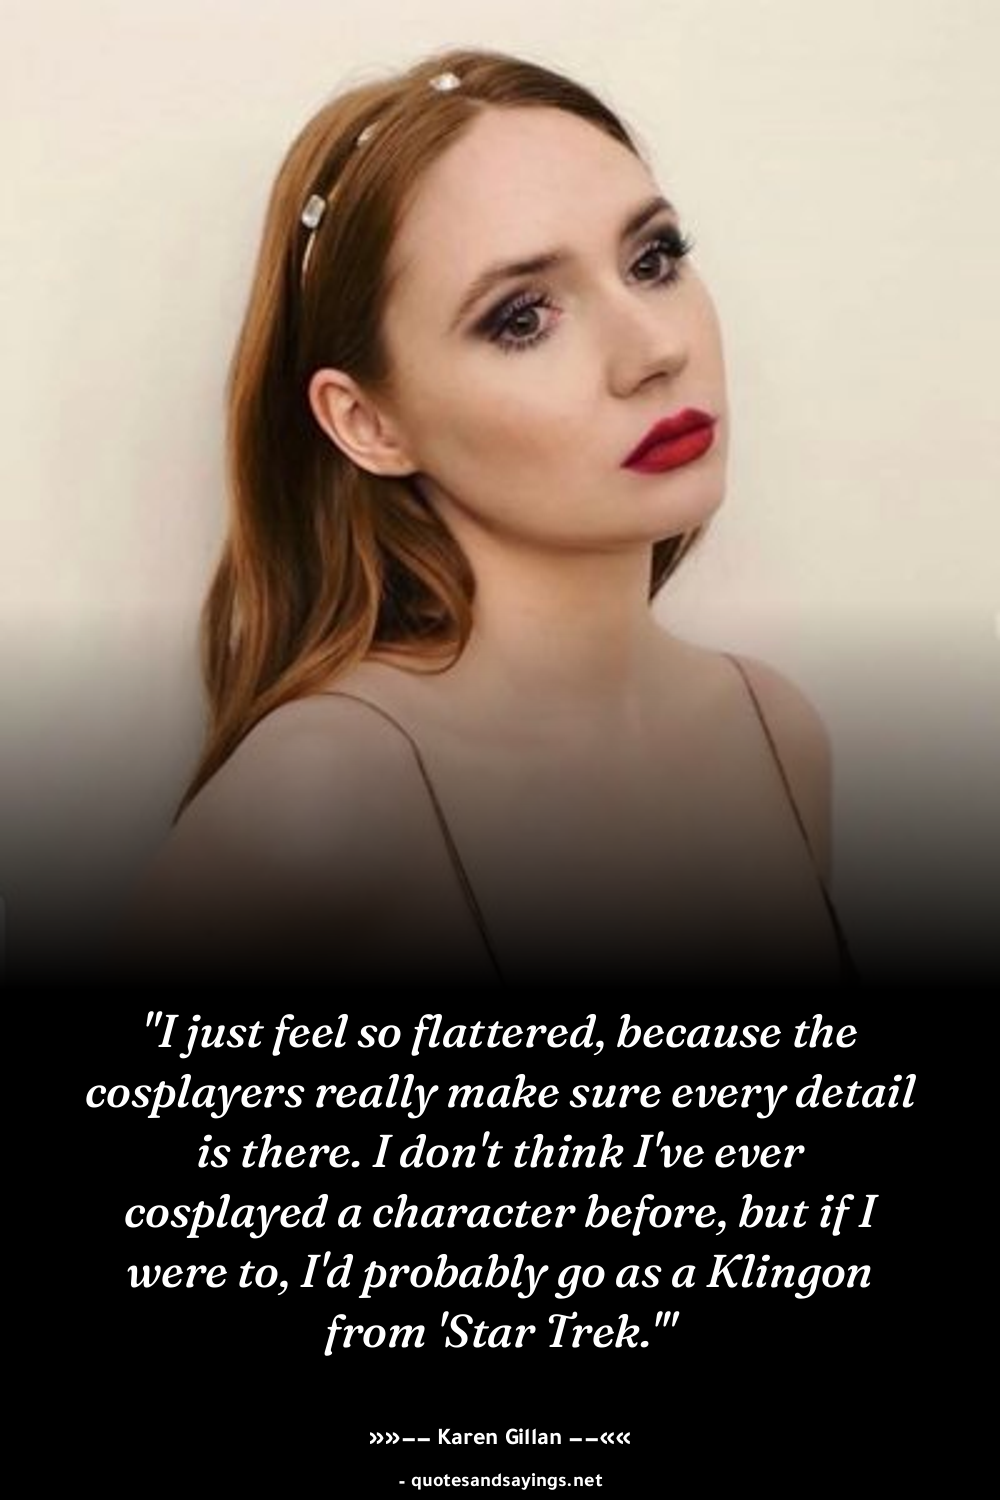 "I just feel so flattered, because the
cosplayers really make sure every detail
is there. I don't think I've ever
cosplayed a character before, but if I
were to, I'd probably go as a Klingon
from 'Star Trek.'"
»»−− Karen Gillan −−««
- quotesandsayings.net